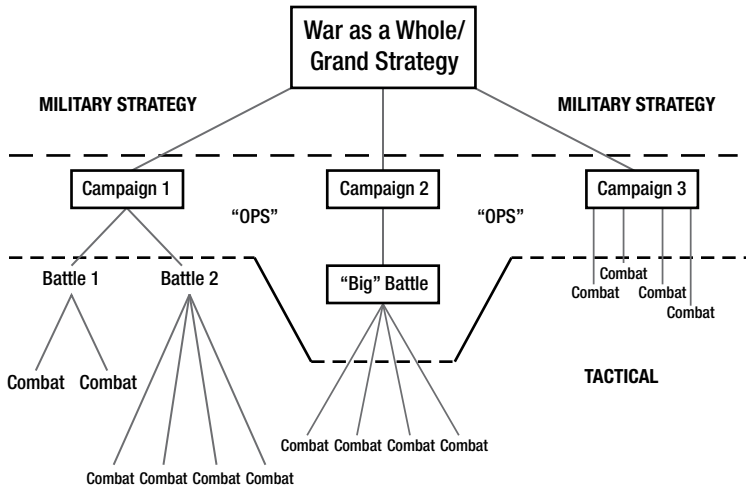 War as a Whole/
Grand Strategy
MILITARY STRATEGY
MILITARY STRATEGY
Campaign 1
Campaign 2
Campaign 3
“OPS”
“OPS”
Battle 1
Battle 2
“Big” Battle
Combat
Combat
Combat
Combat
Combat
Combat
TACTICAL
Combat
Combat
Combat
Combat
Combat
Combat
Combat
Combat